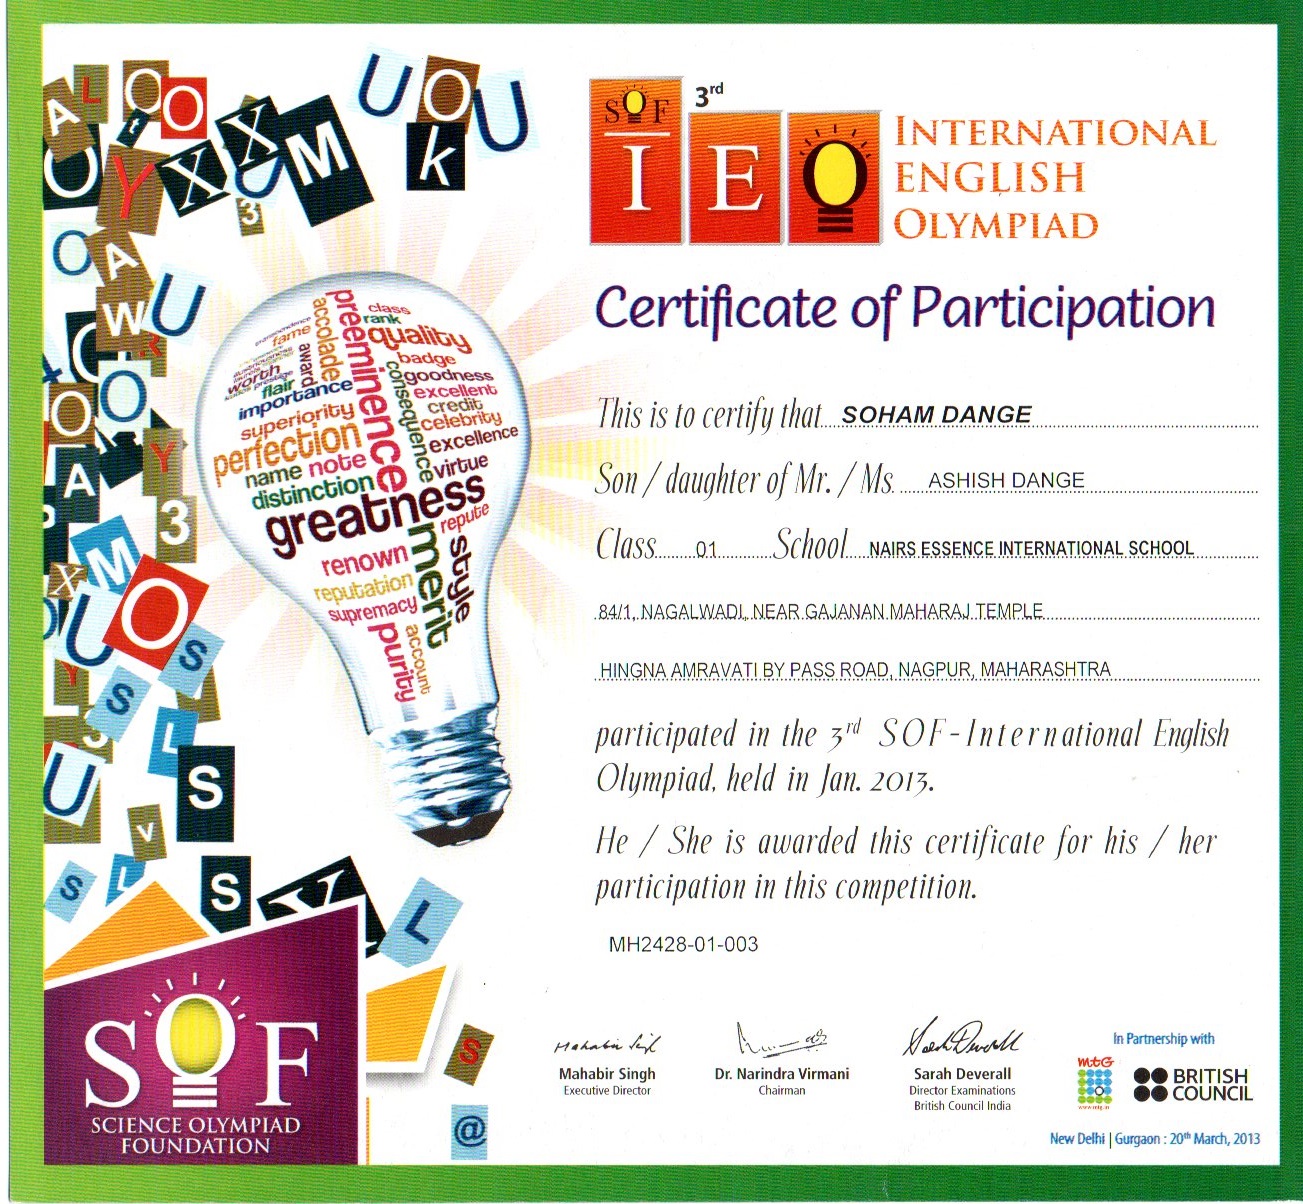 SOF
3rd
IEO
INTERNATIONAL
ENGLISH
OLYMPIAD
Certificate of Participation
This is to certify that SOHAM DANGE
Son / daughter of Mr. / Ms. ASHISH DANGE
Class 01 School NAIRS ESSENCE INTERNATIONAL SCHOOL
84/1, NAGALWADI, NEAR GAJANAN MAHARAJ TEMPLE
HINGNA AMRAVATI BY PASS ROAD, NAGPUR, MAHARASHTRA
participated in the 3rd SOF-International English
Olympiad, held in Jan. 2013.
He / She is awarded this certificate for his / her
participation in this competition.
MH2428-01-003
Mahabir Singh
Executive Director
Dr. Narindra Virmani
Chairman
Sarah Deverall
Director Examinations
British Council India
In Partnership with
mtG
www.mtg.in
BRITISH
COUNCIL
New Delhi | Gurgaon : 20th March, 2013
class
rank
quality
badge
goodness
excellent
credit
celebrity
excellence
virtue
preeminence
accolade
consequence
fame
award
worth
prestige
flair
importance
superiority
perfection
name
note
distinction
greatness
repute
renown
merit
style
reputation
supremacy
purity
account
SOF
SCIENCE OLYMPIAD
FOUNDATION
@